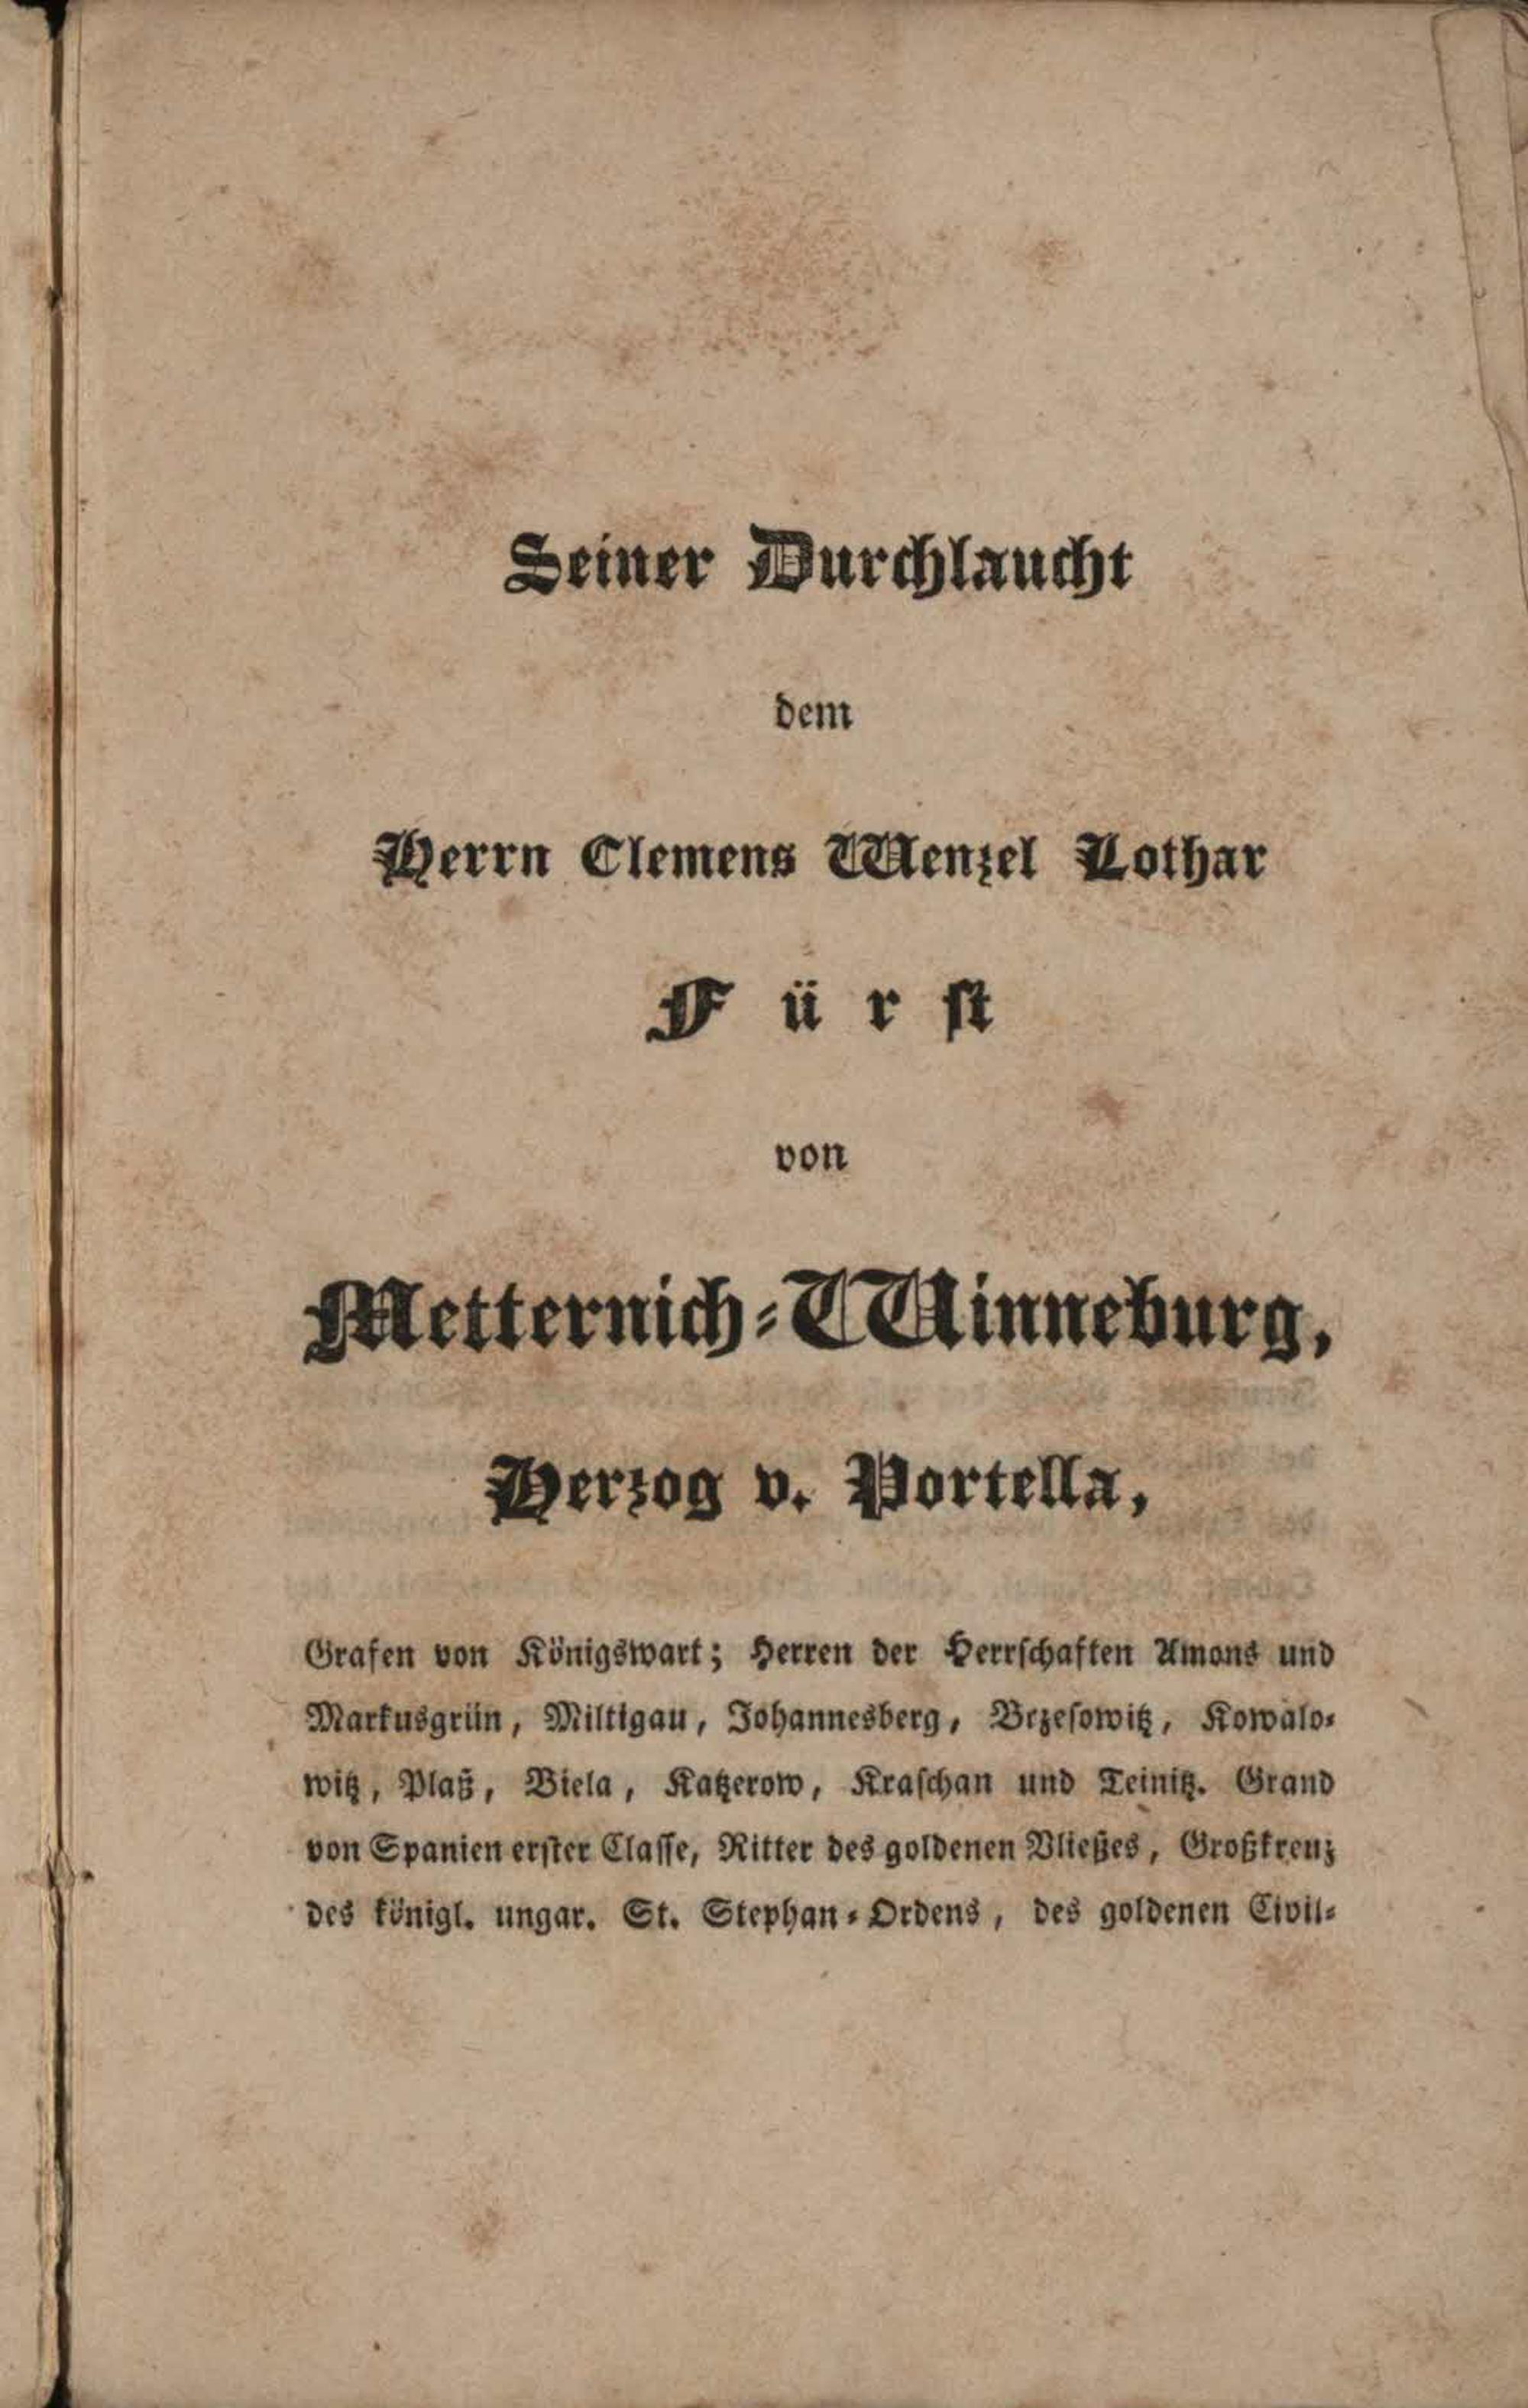 Seiner Durchlaucht
dem
Herrn Clemens Wenzel Lothar
Fürst
von
Metternich-Winneburg,
Herzog v. Portella,
Grafen von Königswart; Herren der Herrschaften Amons und
Markusgrün, Miltigau, Johannesberg, Brzesowitz, Kowalo-
witz, Plaß, Biela, Katzerow, Kraschan und Teinitz. Grand
von Spanien erster Classe, Ritter des goldenen Vließes, Großkreuz
des königl. ungar. St. Stephan-Ordens, des goldenen Civil-